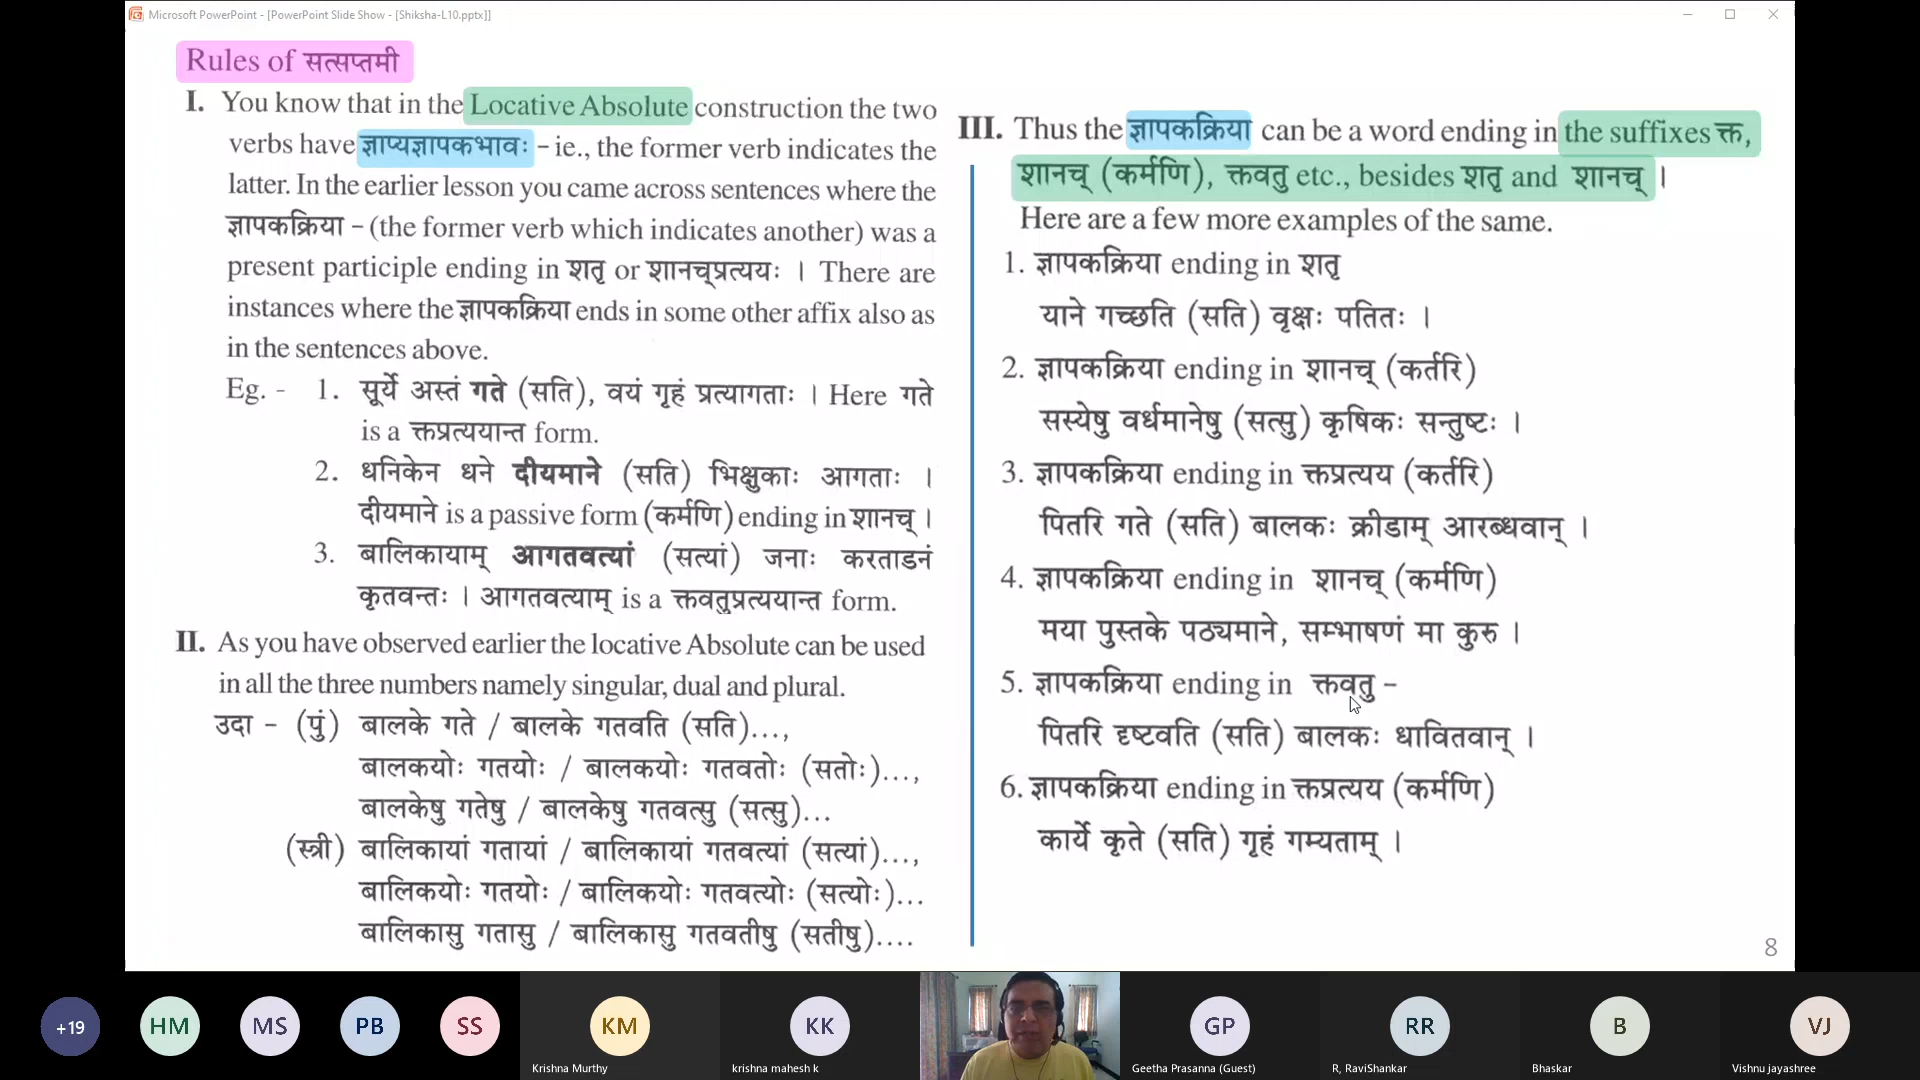 Microsoft PowerPoint - [PowerPoint Slide Show - [Shiksha-L10.pptx]]
Rules of सत्सप्तमी
I. You know that in the Locative Absolute construction the two
verbs have ज्ञाप्यज्ञापकभावः – ie., the former verb indicates the
latter. In the earlier lesson you came across sentences where the
ज्ञापकक्रिया – (the former verb which indicates another) was a
present participle ending in शतृ or शानच्प्रत्ययः । There are
instances where the ज्ञापकक्रिया ends in some other affix also as
in the sentences above.
Eg. - 1. सूर्ये अस्तं गते (सति), वयं गृहं प्रत्यागताः । Here गते
is a क्तप्रत्ययान्त form.
2. धनिकेन धने दीयमाने (सति) भिक्षुकाः आगताः ।
दीयमाने is a passive form (कर्मणि) ending in शानच् ।
3. बालिकायाम् आगतवत्यां (सत्यां) जनाः करताडनं
कृतवन्तः । आगतवत्याम् is a क्तवतुप्रत्ययान्त form.
II. As you have observed earlier the locative Absolute can be used
in all the three numbers namely singular, dual and plural.
उदा - (पुं) बालके गते / बालके गतवति (सति)...,
बालकयोः गतयोः / बालकयोः गतवतोः (सतोः)...,
बालकेषु गतेषु / बालकेषु गतवत्सु (सत्सु)...
(स्त्री) बालिकायां गतायां / बालिकायां गतवत्यां (सत्यां)...,
बालिकयोः गतयोः / बालिकयोः गतवत्योः (सत्योः)...
बालिकासु गतासु / बालिकासु गतवतीषु (सतीषु)....
III. Thus the ज्ञापकक्रिया can be a word ending in the suffixes क्त,
शानच् (कर्मणि), क्तवतु etc., besides शतृ and शानच् ।
Here are a few more examples of the same.
1. ज्ञापकक्रिया ending in शतृ
याने गच्छति (सति) वृक्षः पतितः ।
2. ज्ञापकक्रिया ending in शानच् (कर्तरि)
सस्येषु वर्धमानेषु (सत्सु) कृषिकः सन्तुष्टः ।
3. ज्ञापकक्रिया ending in क्तप्रत्यय (कर्तरि)
पितरि गते (सति) बालकः क्रीडाम् आरब्धवान् ।
4. ज्ञापकक्रिया ending in शानच् (कर्मणि)
मया पुस्तके पठ्यमाने, सम्भाषणं मा कुरु ।
5. ज्ञापकक्रिया ending in क्तवतु –
पितरि दृष्टवति (सति) बालकः धावितवान् ।
6. ज्ञापकक्रिया ending in क्तप्रत्यय (कर्मणि)
कार्ये कृते (सति) गृहं गम्यताम् ।
8
+19 HM MS PB SS KM KK GP RR B VJ
Krishna Murthy krishna mahesh k Geetha Prasanna (Guest) R, RaviShankar Bhaskar Vishnu jayashree